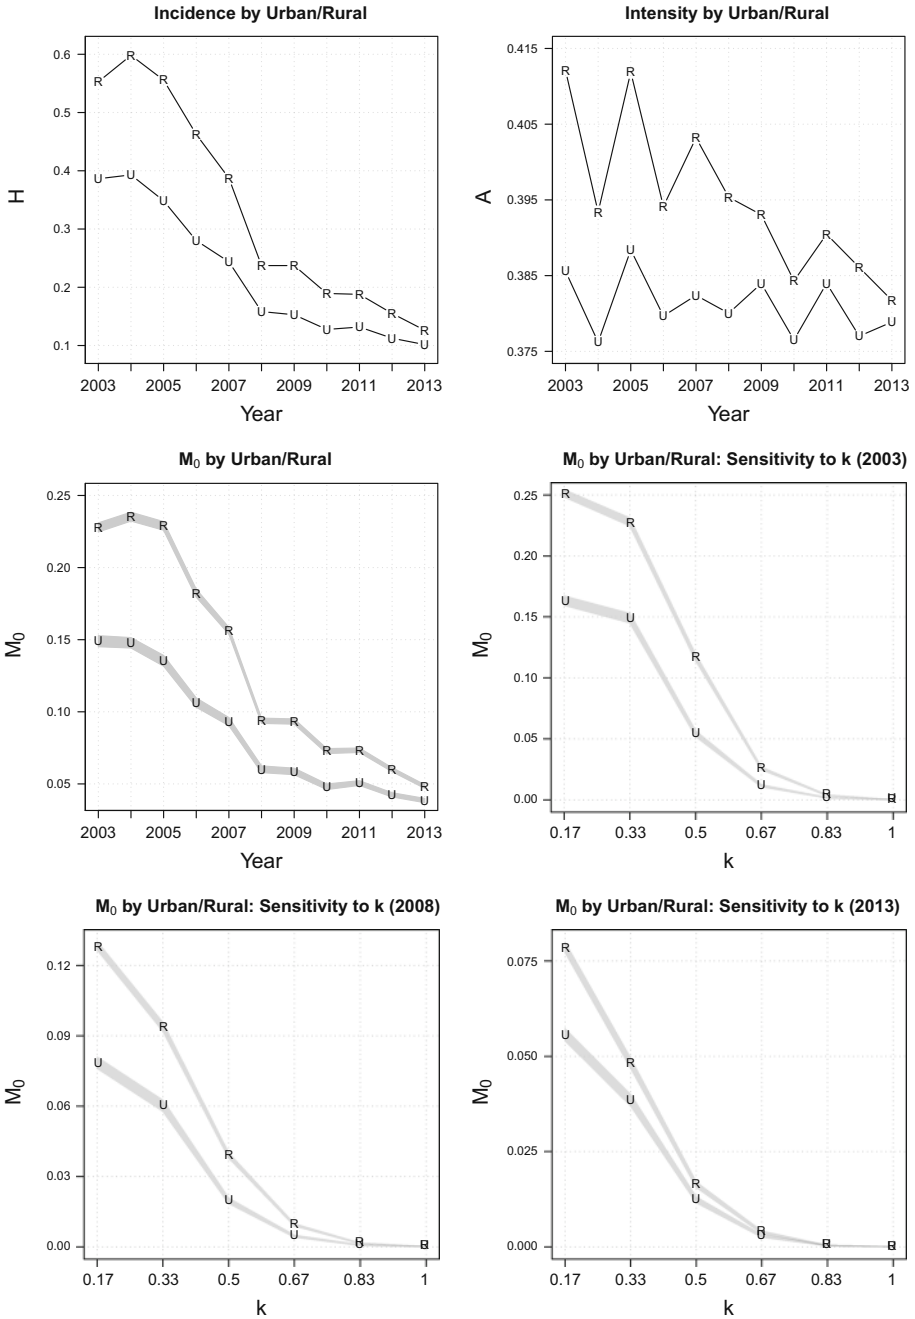 Incidence by Urban/Rural
H
0.6
0.5
0.4
0.3
0.2
0.1
R R R R R R R R R R R
U U U U U U U U U U U
2003 2005 2007 2009 2011 2013
Year
Intensity by Urban/Rural
A
0.415
0.405
0.395
0.385
0.375
R R R R R R R R R R R
U U U U U U U U U U U
2003 2005 2007 2009 2011 2013
Year
M₀ by Urban/Rural
M₀
0.25
0.20
0.15
0.10
0.05
R R R R R R R R R R R
U U U U U U U U U U U
2003 2005 2007 2009 2011 2013
Year
M₀ by Urban/Rural: Sensitivity to k (2003)
M₀
0.25
0.20
0.15
0.10
0.05
0.00
R R R R R R
U U U U U U
0.17 0.33 0.5 0.67 0.83 1
k
M₀ by Urban/Rural: Sensitivity to k (2008)
M₀
0.12
0.09
0.06
0.03
0.00
R R R R R R
U U U U U U
0.17 0.33 0.5 0.67 0.83 1
k
M₀ by Urban/Rural: Sensitivity to k (2013)
M₀
0.075
0.050
0.025
0.000
R R R R R R
U U U U U U
0.17 0.33 0.5 0.67 0.83 1
k